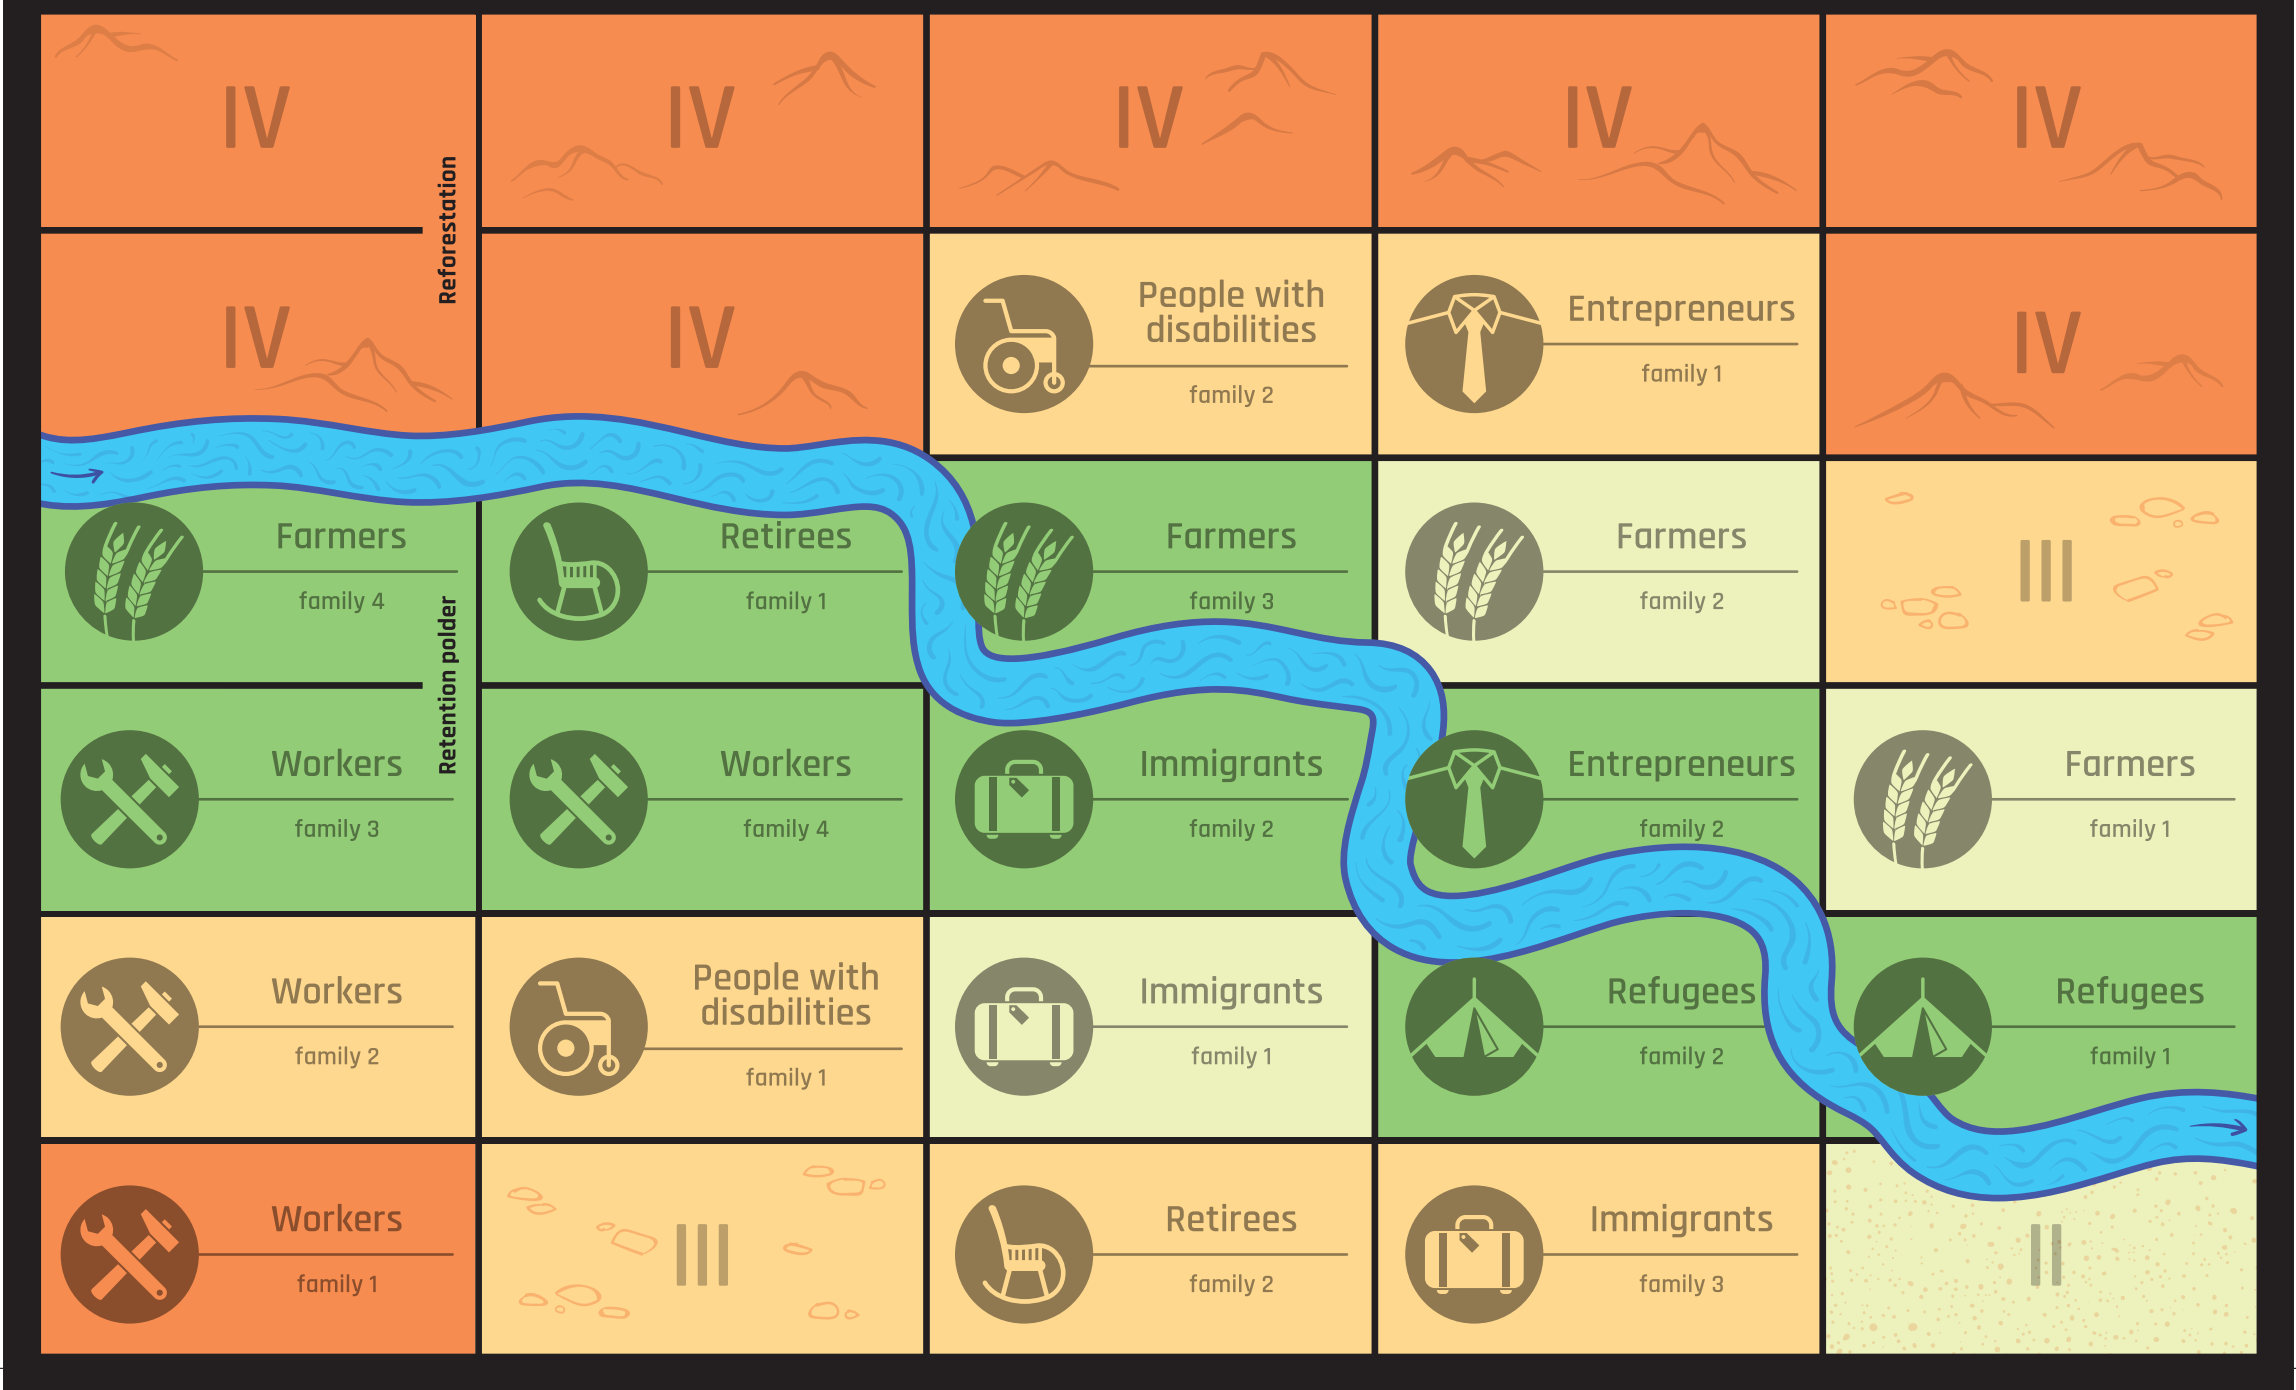 IV
IV
IV
IV
IV
Reforestation
IV
IV
People with
disabilities
family 2
Entrepreneurs
family 1
IV
Farmers
family 4
Retirees
family 1
Farmers
family 3
Farmers
family 2
III
Retention polder
Workers
family 3
Workers
family 4
Immigrants
family 2
Entrepreneurs
family 2
Farmers
family 1
Workers
family 2
People with
disabilities
family 1
Immigrants
family 1
Refugees
family 2
Refugees
family 1
Workers
family 1
III
Retirees
family 2
Immigrants
family 3
II